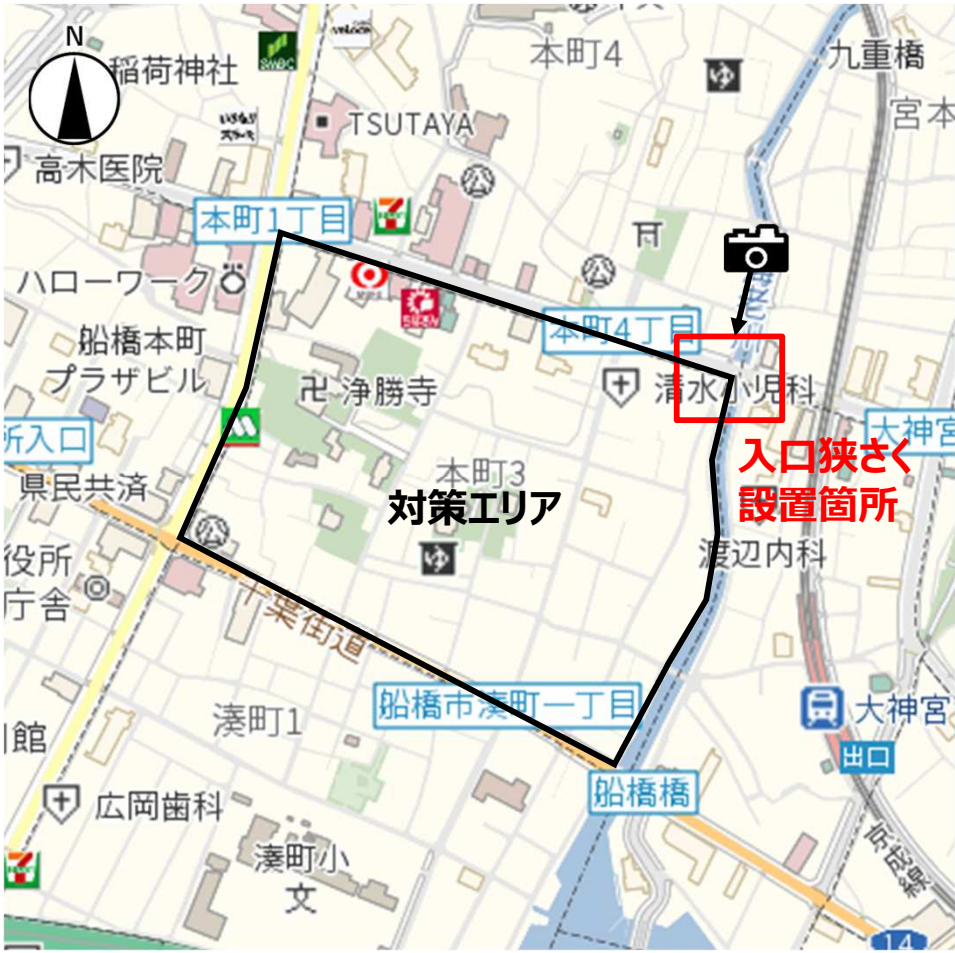 N
稲荷神社
SMBC
veloce
本町4
ゆ
九重橋
宮本
TSUTAYA
高木医院
本町1丁目
ハローワーク
本町4丁目
船橋本町
プラザビル
卍 浄勝寺
清水小児科
所入口
大神宮
入口狭さく
設置箇所
県民共済
本町3
対策エリア
ゆ
渡辺内科
役所
庁舎
千葉街道
船橋市湊町一丁目
湊町1
大神宮
出口
館
船橋橋
広岡歯科
湊町小
文
京成線
14